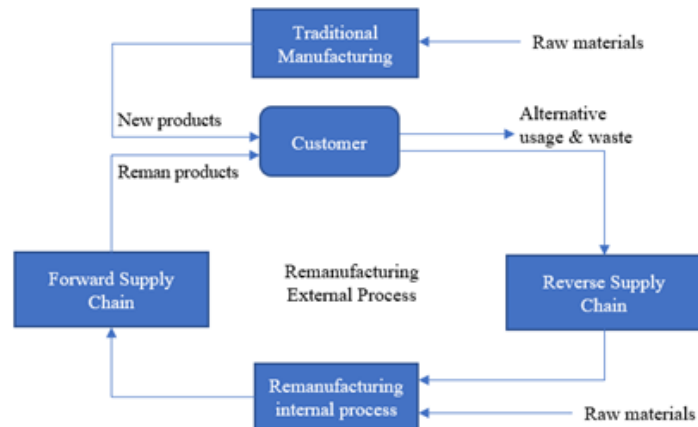 Traditional
Manufacturing
Raw materials
New products
Customer
Alternative
usage & waste
Reman products
Forward Supply
Chain
Remanufacturing
External Process
Reverse Supply
Chain
Remanufacturing
internal process
Raw materials